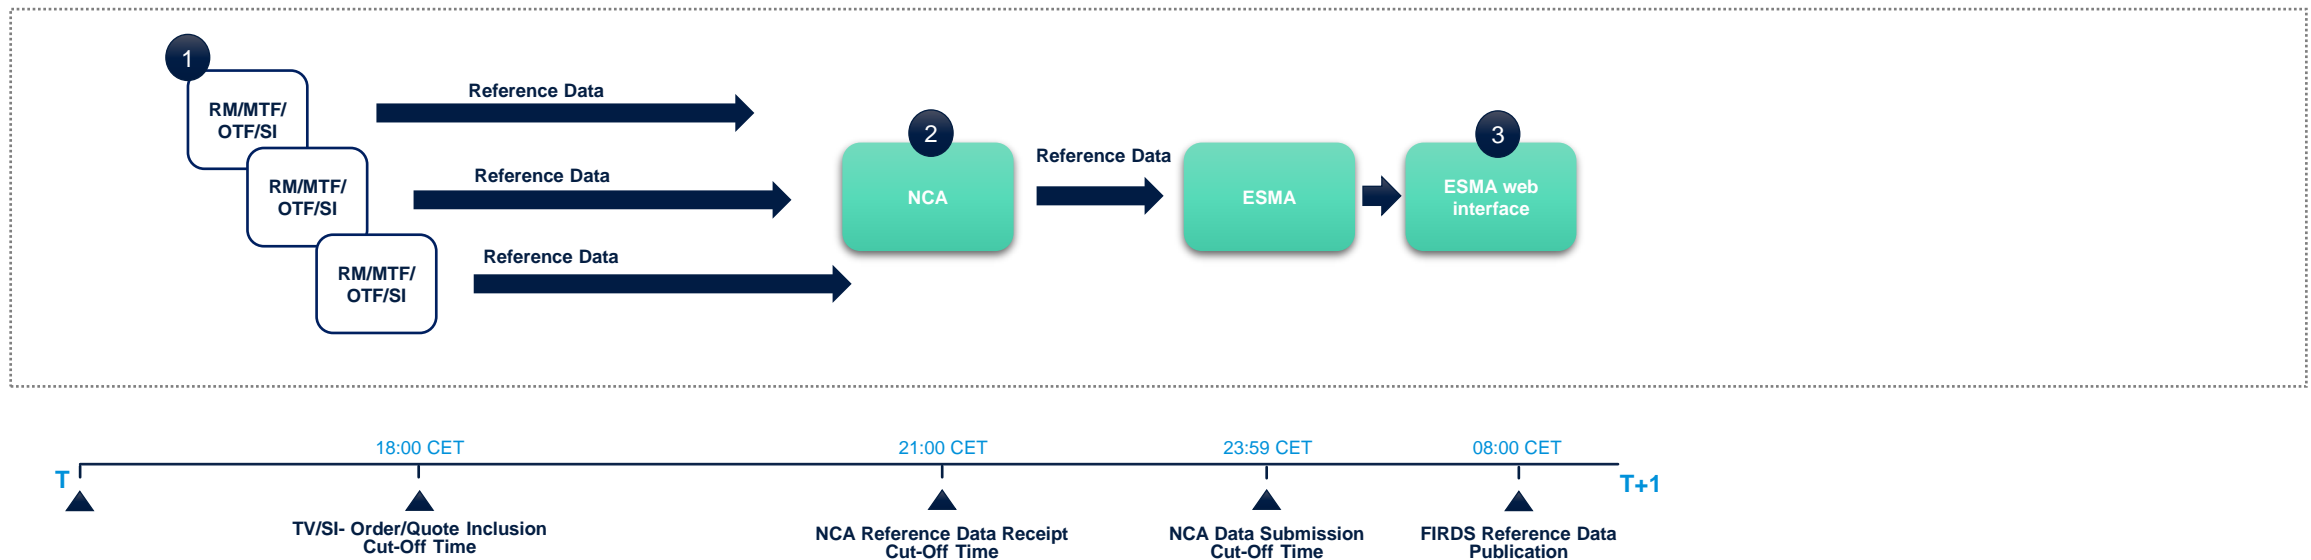 1
RM/MTF/
OTF/SI
Reference Data
RM/MTF/
OTF/SI
Reference Data
RM/MTF/
OTF/SI
Reference Data
2
NCA
Reference Data
ESMA
3
ESMA web
interface
T
18:00 CET
21:00 CET
23:59 CET
08:00 CET
T+1
TV/SI- Order/Quote Inclusion
Cut-Off Time
NCA Reference Data Receipt
Cut-Off Time
NCA Data Submission
Cut-Off Time
FIRDS Reference Data
Publication